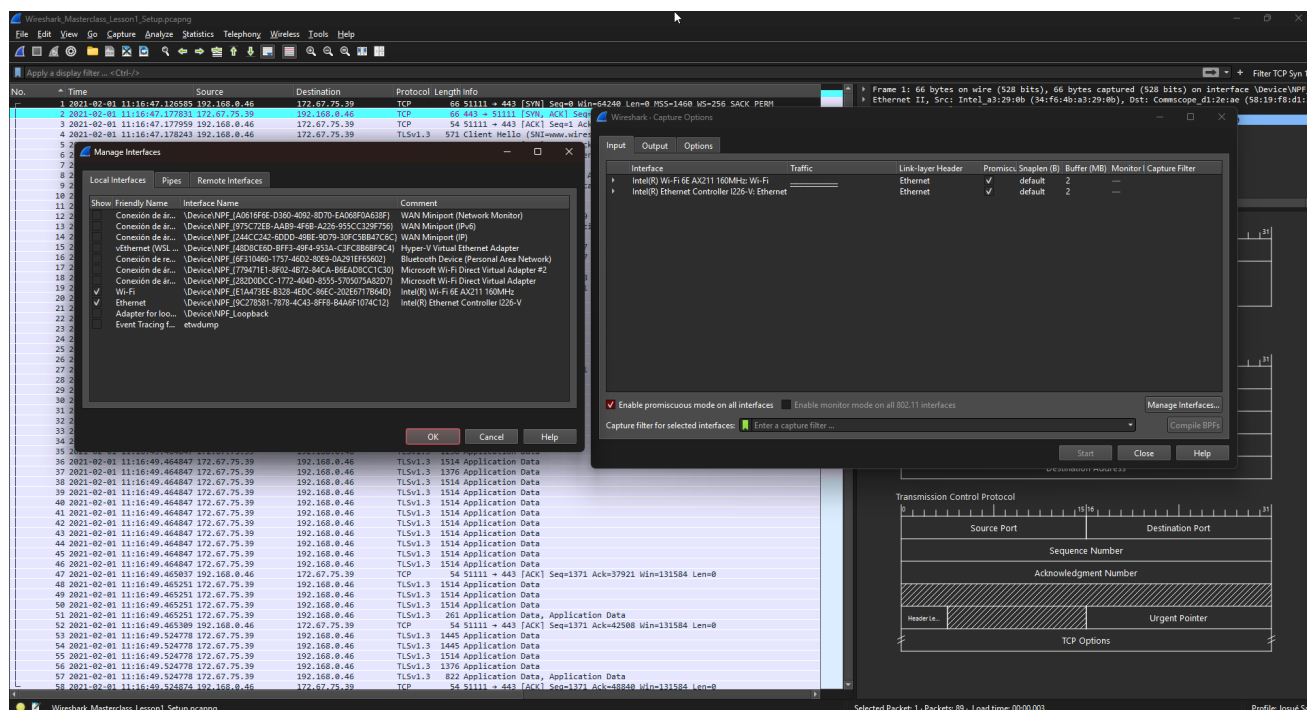 Wireshark_Masterclass_Lesson1_Setup.pcapng
File Edit View Go Capture Analyze Statistics Telephony Wireless Tools Help
Apply a display filter ... <Ctrl-/>
Filter TCP Syn
No. Time Source Destination Protocol Length Info
1 2021-02-01 11:16:47.126585 192.168.0.46 172.67.75.39 TCP 66 51111 → 443 [SYN] Seq=0 Win=64240 Len=0 MSS=1460 WS=256 SACK_PERM
2 2021-02-01 11:16:47.177831 172.67.75.39 192.168.0.46 TCP 66 443 → 51111 [SYN, ACK] Seq
3 2021-02-01 11:16:47.177959 192.168.0.46 172.67.75.39 TCP 54 51111 → 443 [ACK] Seq=1 Ack
4 2021-02-01 11:16:47.178243 192.168.0.46 172.67.75.39 TLSv1.3 571 Client Hello (SNI=www.wires
Frame 1: 66 bytes on wire (528 bits), 66 bytes captured (528 bits) on interface \Device\NPF
Ethernet II, Src: Intel_a3:29:0b (34:f6:4b:a3:29:0b), Dst: Commscope_d1:2e:ae (58:19:f8:d1:
Manage Interfaces
Local Interfaces Pipes Remote Interfaces
Show Friendly Name Interface Name Comment
Conexión de ár... \Device\NPF_{A0616F6E-D360-4092-8D70-EA068F0A638F} WAN Miniport (Network Monitor)
Conexión de ár... \Device\NPF_{975C72EB-AAB9-4F6B-A226-955CC329F756} WAN Miniport (IPv6)
Conexión de ár... \Device\NPF_{244CC242-6DDD-49BE-9D79-30FC5BB47C6C} WAN Miniport (IP)
vEthernet (WSL ... \Device\NPF_{48D8CE6D-BFF3-49F4-953A-C3FC8B6BF9C4} Hyper-V Virtual Ethernet Adapter
Conexión de re... \Device\NPF_{6F310460-1757-46D2-80E9-0A291EF65602} Bluetooth Device (Personal Area Network)
Conexión de ár... \Device\NPF_{779471E1-8F02-4B72-84CA-B6EAD8CC1C30} Microsoft Wi-Fi Direct Virtual Adapter #2
Conexión de ár... \Device\NPF_{282D0DCC-1772-404D-8555-5705075A82D7} Microsoft Wi-Fi Direct Virtual Adapter
Wi-Fi \Device\NPF_{E1A473EE-B328-4EDC-86EC-202E6717B64D} Intel(R) Wi-Fi 6E AX211 160MHz
Ethernet \Device\NPF_{9C278581-7878-4C43-8FF8-B4A6F1074C12} Intel(R) Ethernet Controller I226-V
Adapter for loo... \Device\NPF_Loopback
Event Tracing f... etwdump
OK Cancel Help
Wireshark · Capture Options
Input Output Options
Interface Traffic Link-layer Header Promiscu Snaplen (B) Buffer (MB) Monitor I Capture Filter
Intel(R) Wi-Fi 6E AX211 160MHz: Wi-Fi Ethernet default 2 —
Intel(R) Ethernet Controller I226-V: Ethernet Ethernet default 2 —
Enable promiscuous mode on all interfaces Enable monitor mode on all 802.11 interfaces Manage Interfaces...
Capture filter for selected interfaces: Enter a capture filter ... Compile BPFs
Start Close Help
36 2021-02-01 11:16:49.464847 172.67.75.39 192.168.0.46 TLSv1.3 1514 Application Data
37 2021-02-01 11:16:49.464847 172.67.75.39 192.168.0.46 TLSv1.3 1376 Application Data
38 2021-02-01 11:16:49.464847 172.67.75.39 192.168.0.46 TLSv1.3 1514 Application Data
39 2021-02-01 11:16:49.464847 172.67.75.39 192.168.0.46 TLSv1.3 1514 Application Data
40 2021-02-01 11:16:49.464847 172.67.75.39 192.168.0.46 TLSv1.3 1514 Application Data
41 2021-02-01 11:16:49.464847 172.67.75.39 192.168.0.46 TLSv1.3 1514 Application Data
42 2021-02-01 11:16:49.464847 172.67.75.39 192.168.0.46 TLSv1.3 1514 Application Data
43 2021-02-01 11:16:49.464847 172.67.75.39 192.168.0.46 TLSv1.3 1514 Application Data
44 2021-02-01 11:16:49.464847 172.67.75.39 192.168.0.46 TLSv1.3 1514 Application Data
45 2021-02-01 11:16:49.464847 172.67.75.39 192.168.0.46 TLSv1.3 1514 Application Data
46 2021-02-01 11:16:49.464847 172.67.75.39 192.168.0.46 TLSv1.3 1514 Application Data
47 2021-02-01 11:16:49.465037 192.168.0.46 172.67.75.39 TCP 54 51111 → 443 [ACK] Seq=1371 Ack=37921 Win=131584 Len=0
48 2021-02-01 11:16:49.465251 172.67.75.39 192.168.0.46 TLSv1.3 1514 Application Data
49 2021-02-01 11:16:49.465251 172.67.75.39 192.168.0.46 TLSv1.3 1514 Application Data
50 2021-02-01 11:16:49.465251 172.67.75.39 192.168.0.46 TLSv1.3 1514 Application Data
51 2021-02-01 11:16:49.465251 172.67.75.39 192.168.0.46 TLSv1.3 261 Application Data, Application Data
52 2021-02-01 11:16:49.465309 192.168.0.46 172.67.75.39 TCP 54 51111 → 443 [ACK] Seq=1371 Ack=42508 Win=131584 Len=0
53 2021-02-01 11:16:49.524778 172.67.75.39 192.168.0.46 TLSv1.3 1445 Application Data
54 2021-02-01 11:16:49.524778 172.67.75.39 192.168.0.46 TLSv1.3 1445 Application Data
55 2021-02-01 11:16:49.524778 172.67.75.39 192.168.0.46 TLSv1.3 1514 Application Data
56 2021-02-01 11:16:49.524778 172.67.75.39 192.168.0.46 TLSv1.3 1376 Application Data
57 2021-02-01 11:16:49.524778 172.67.75.39 192.168.0.46 TLSv1.3 822 Application Data, Application Data
58 2021-02-01 11:16:49.524874 192.168.0.46 172.67.75.39 TCP 54 51111 → 443 [ACK] Seq=1371 Ack=48840 Win=131584 Len=0
Destination Address
Transmission Control Protocol
0 15 16 31
Source Port Destination Port
Sequence Number
Acknowledgment Number
Header Le... Urgent Pointer
TCP Options
Wireshark_Masterclass_Lesson1_Setup.pcapng
Selected Packet: 1 · Packets: 89 · Load time: 00:00.003
Profile: Josué S